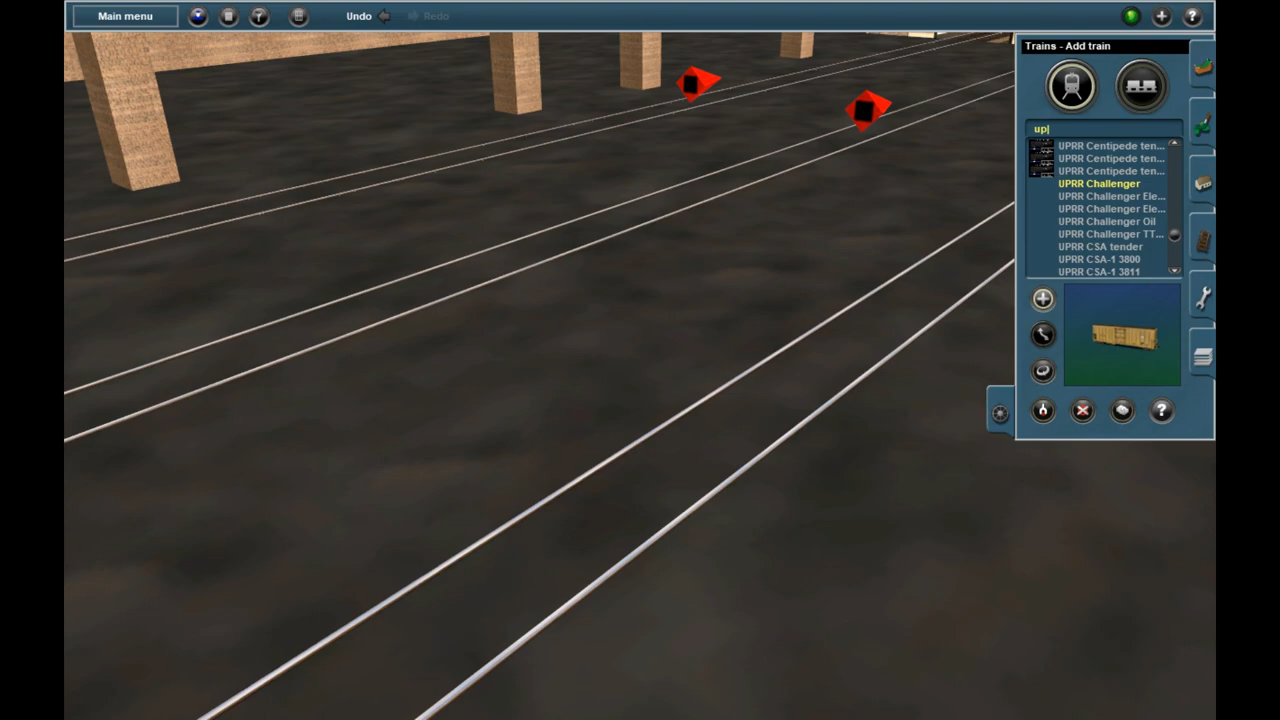 Main menu
Undo
Redo
Trains - Add train
up
UPRR Centipede ten...
UPRR Centipede ten...
UPRR Centipede ten...
UPRR Challenger
UPRR Challenger Ele...
UPRR Challenger Ele...
UPRR Challenger Oil
UPRR Challenger TT...
UPRR CSA tender
UPRR CSA-1 3800
UPRR CSA-1 3811
?
?